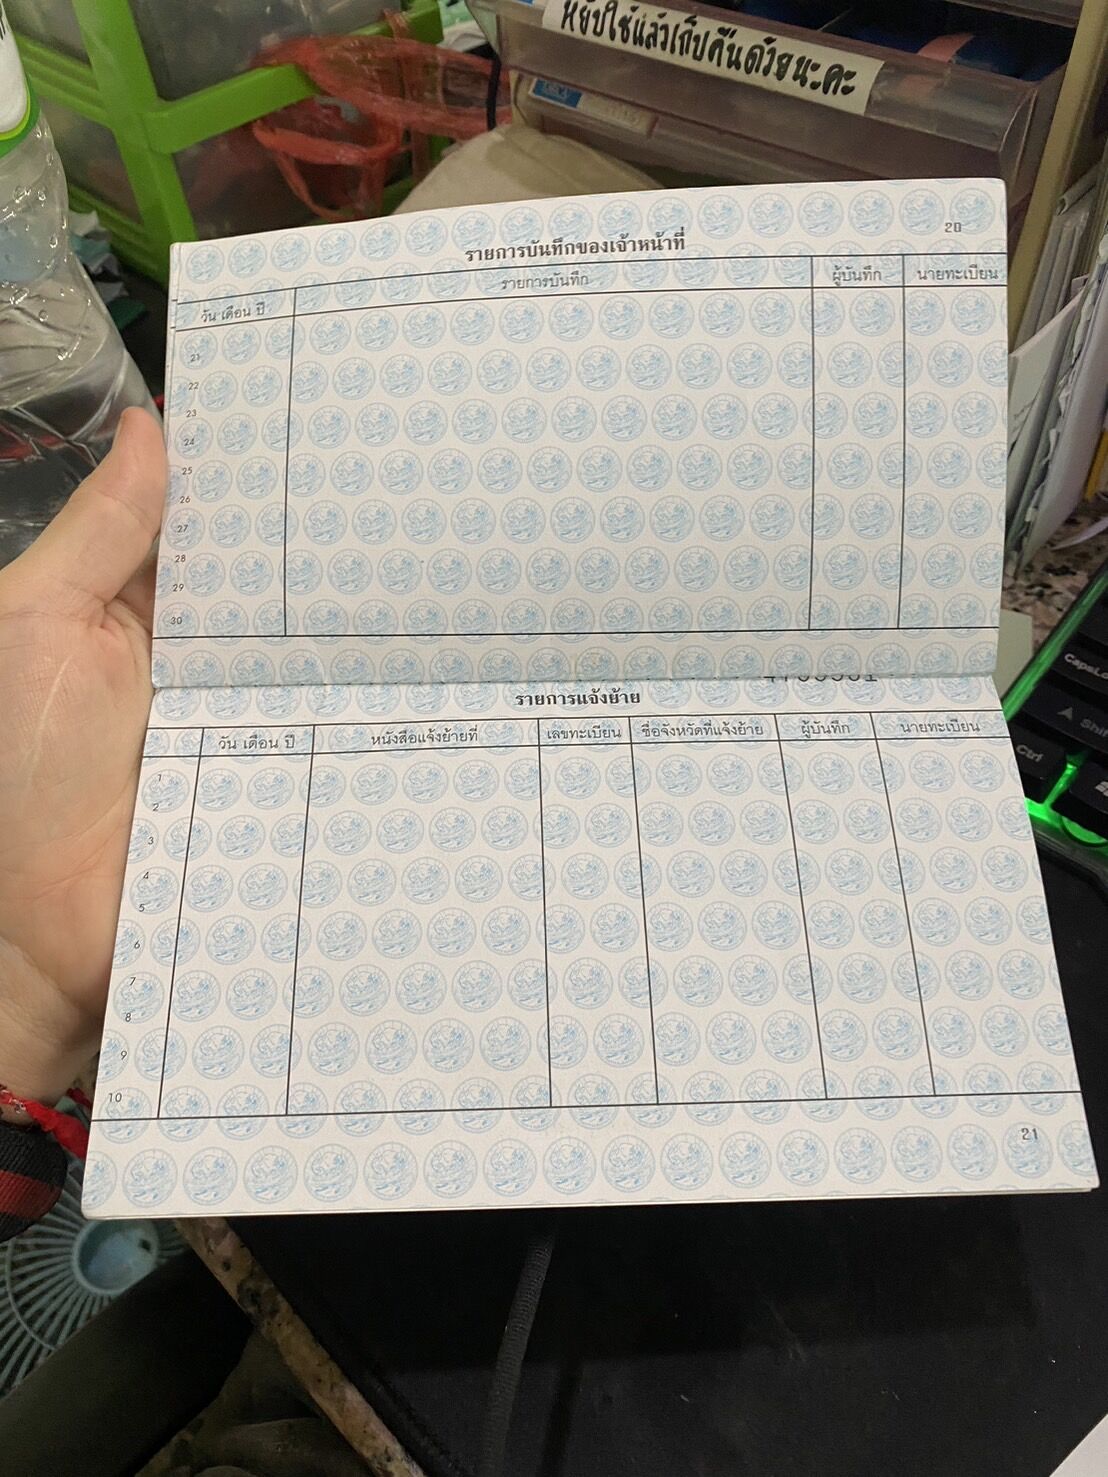 หยิบใช้แล้วเก็บคืนด้วยนะคะ
20
รายการบันทึกของเจ้าหน้าที่
วัน เดือน ปี รายการบันทึก ผู้บันทึก นายทะเบียน
21
22
23
24
25
26
27
28
29
30
รายการแจ้งย้าย
วัน เดือน ปี หนังสือแจ้งย้ายที่ เลขทะเบียน ชื่อจังหวัดที่แจ้งย้าย ผู้บันทึก นายทะเบียน
1
2
3
4
5
6
7
8
9
10
21
CapsLo
Shift
Ctrl